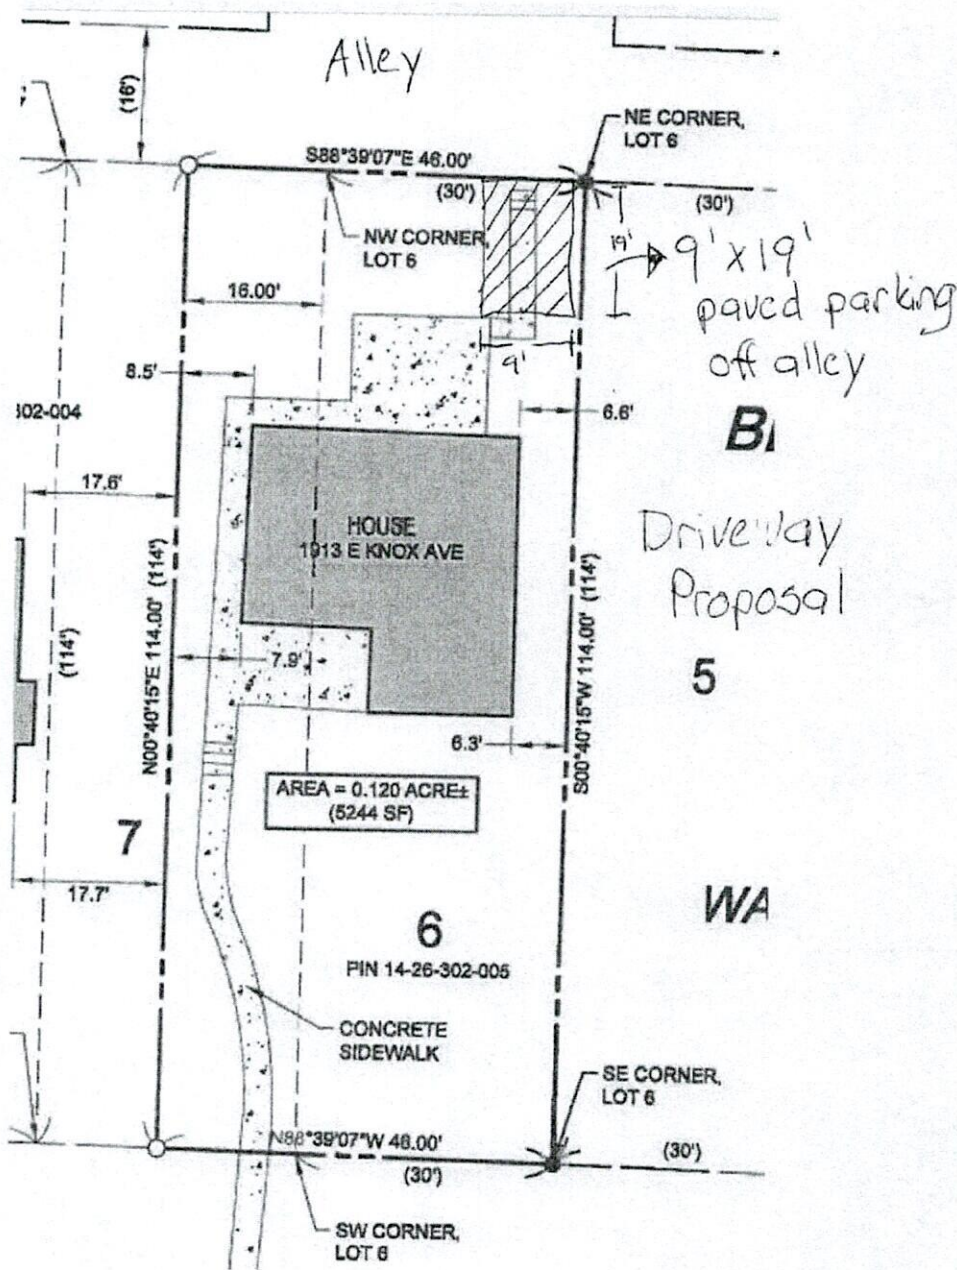 Alley
(16')
NE CORNER,
LOT 6
S88°39'07"E 46.00'
(30')
(30')
NW CORNER,
LOT 6
19'
9' x 19'
paved parking
off alley
16.00'
9'
8.5'
6.6'
302-004
17.6'
HOUSE
1913 E KNOX AVE
Driveway
Proposal
(114')
N00°40'15"E 114.00' (114')
S00°40'15"W 114.00' (114')
7.9'
5
6.3'
AREA = 0.120 ACRE±
(5244 SF)
7
17.7'
WA
6
PIN 14-26-302-005
CONCRETE
SIDEWALK
SE CORNER,
LOT 6
N88°39'07"W 46.00'
(30')
(30')
SW CORNER,
LOT 6